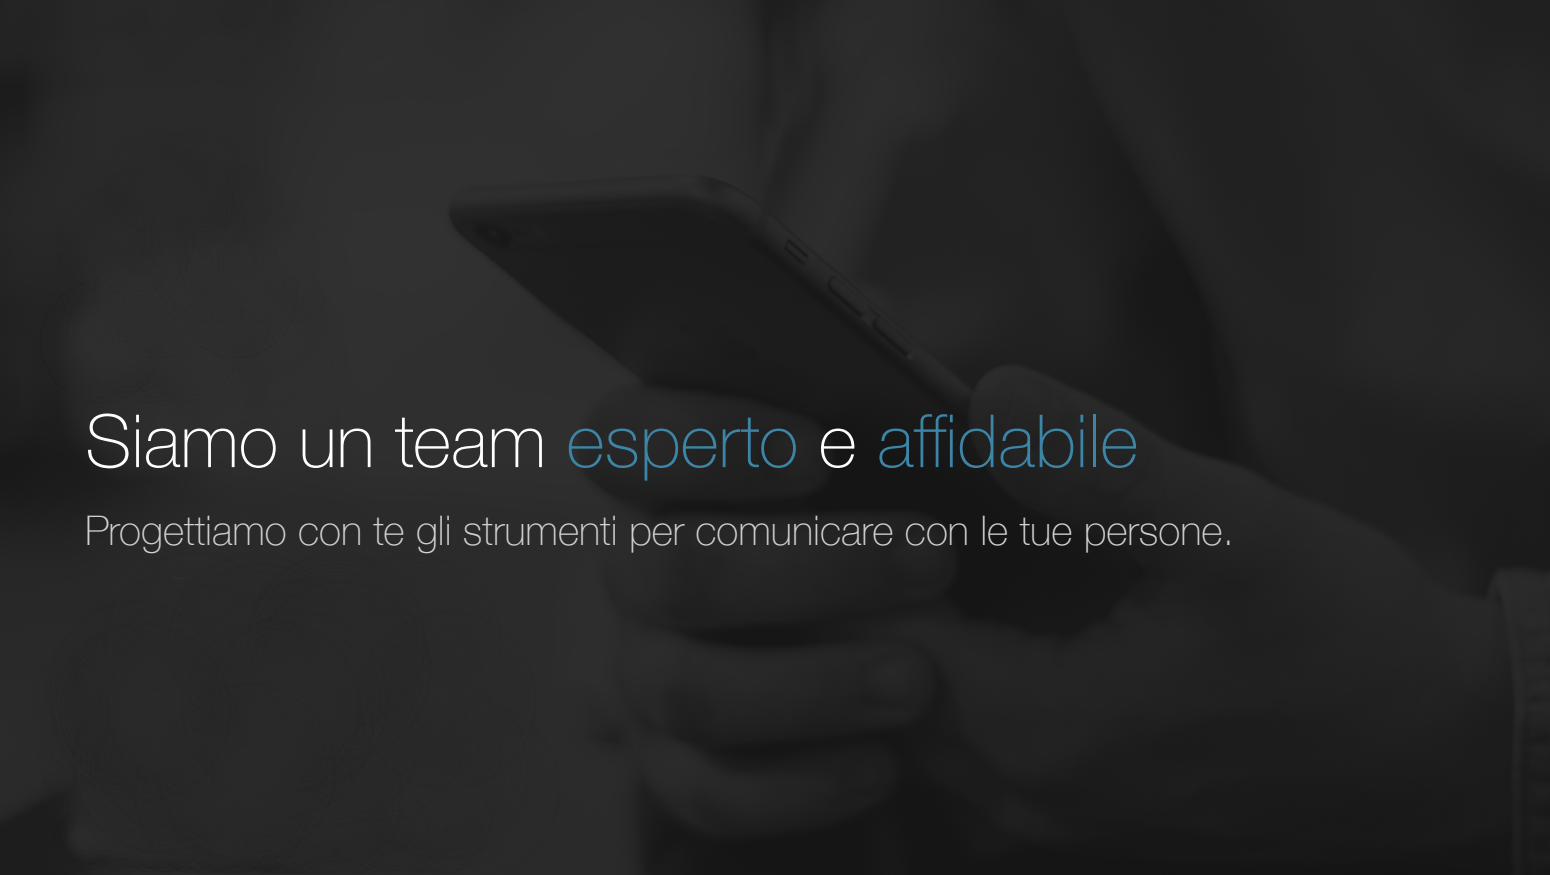 Siamo un team esperto e affidabile
Progettiamo con te gli strumenti per comunicare con le tue persone.